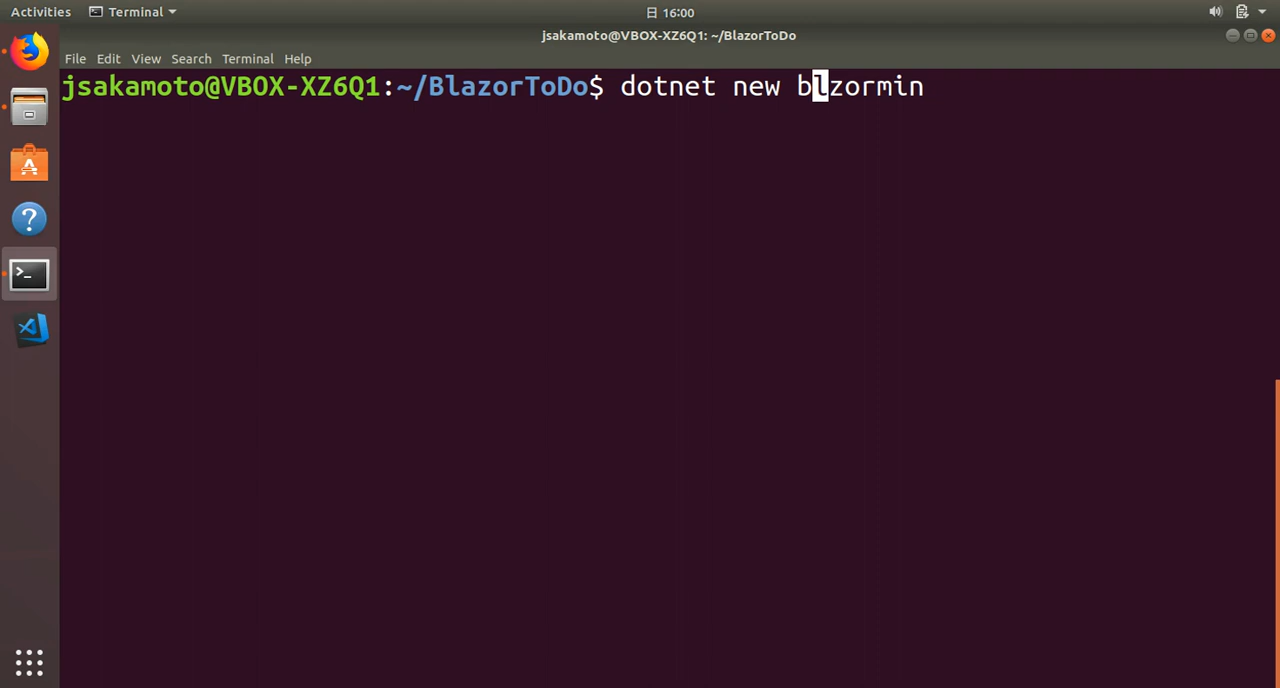 Activities Terminal 日 16:00
jsakamoto@VBOX-XZ6Q1: ~/BlazorToDo
File Edit View Search Terminal Help
jsakamoto@VBOX-XZ6Q1:~/BlazorToDo$ dotnet new blzormin